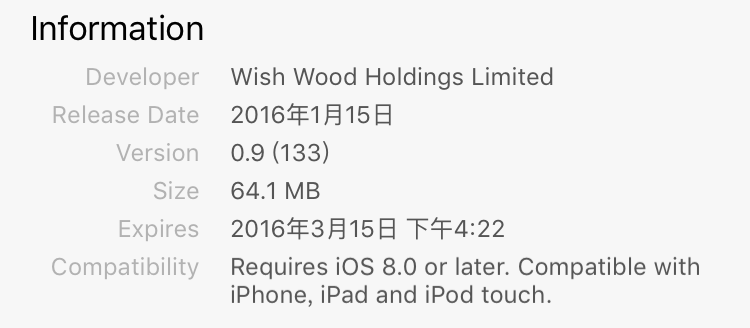 Information
Developer Wish Wood Holdings Limited
Release Date 2016年1月15日
Version 0.9 (133)
Size 64.1 MB
Expires 2016年3月15日 下午4:22
Compatibility Requires iOS 8.0 or later. Compatible with
iPhone, iPad and iPod touch.